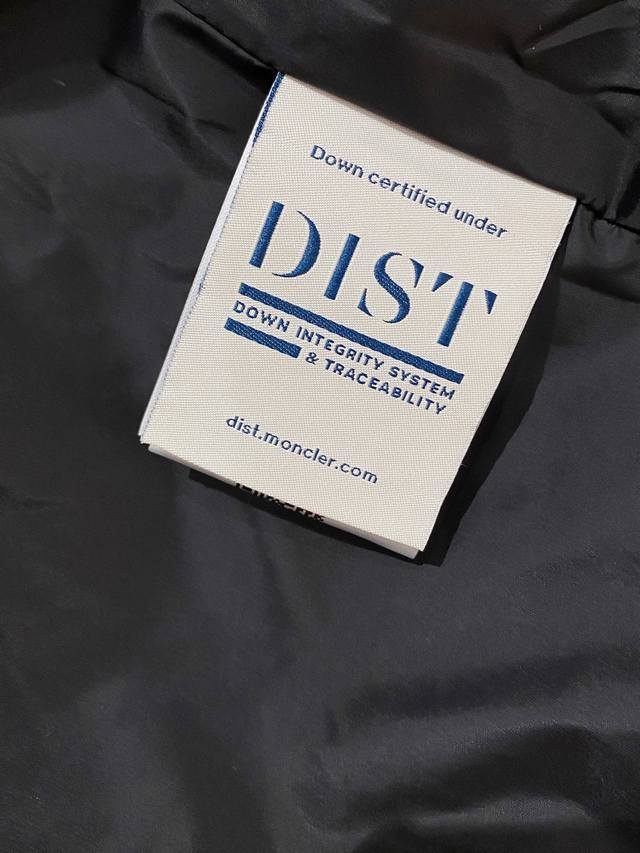 Down certified under
DIST
DOWN INTEGRITY SYSTEM
& TRACEABILITY
dist.moncler.com